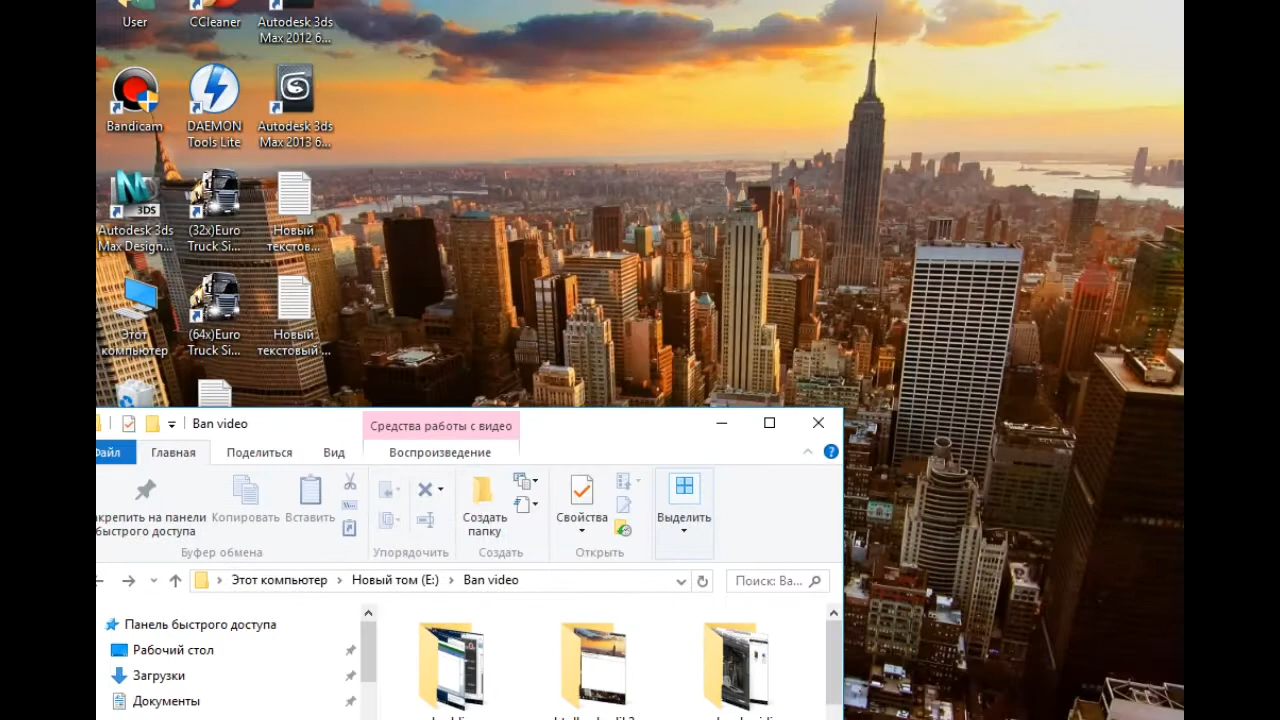 User
CCleaner
Autodesk 3ds
Max 2012 6...
Bandicam
DAEMON
Tools Lite
Autodesk 3ds
Max 2013 6...
3DS
Autodesk 3ds
Max Design...
(32x)Euro
Truck Si...
Новый
текстов...
Этот
компьютер
(64x)Euro
Truck Si...
Новый
текстовый ...
Ban video
Средства работы с видео
Файл
Главная
Поделиться
Вид
Воспроизведение
акрепить на панели
быстрого доступа
Копировать
Вставить
Создать
папку
Свойства
Выделить
Буфер обмена
Упорядочить
Создать
Открыть
Этот компьютер
Новый том (E:)
Ban video
Поиск: Ba...
Панель быстрого доступа
Рабочий стол
Загрузки
Документы